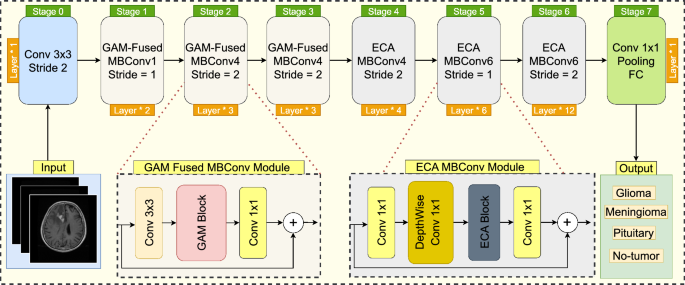 Stage 0
Stage 1
Stage 2
Stage 3
Stage 4
Stage 5
Stage 6
Stage 7
Layer * 1
Conv 3x3
Stride 2
GAM-Fused
MBConv1
Stride = 1
GAM-Fused
MBConv4
Stride = 2
GAM-Fused
MBConv4
Stride = 2
ECA
MBConv4
Stride 2
ECA
MBConv6
Stride = 1
ECA
MBConv6
Stride = 2
Conv 1x1
Pooling
FC
Layer * 1
Layer * 2
Layer * 3
Layer * 3
Layer * 4
Layer * 6
Layer * 12
Input
GAM Fused MBConv Module
Conv 3x3
GAM Block
Conv 1x1
+
ECA MBConv Module
Conv 1x1
DepthWise
Conv 1x1
ECA Block
Conv 1x1
+
Output
Glioma
Meningioma
Pituitary
No-tumor